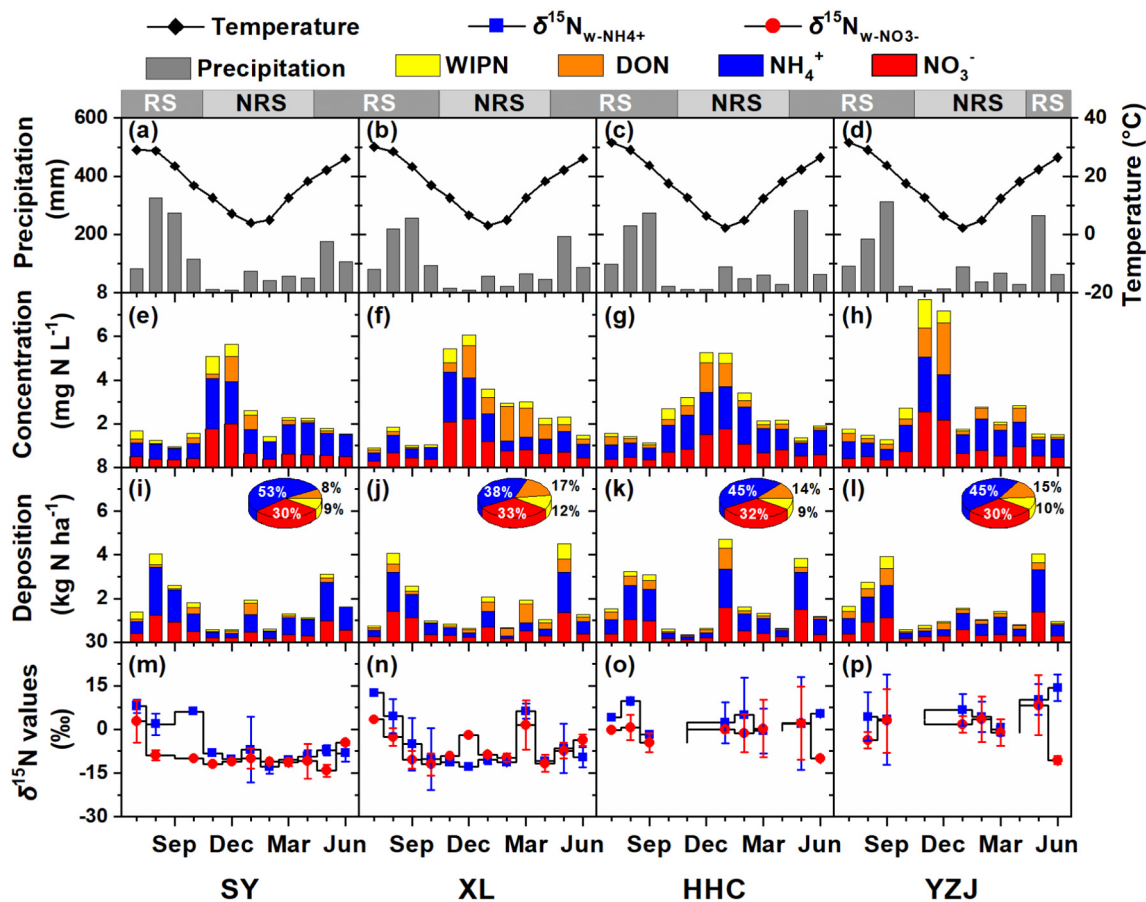 Temperature δ¹⁵N w-NH4+ δ¹⁵N w-NO3-
Precipitation WIPN DON NH₄⁺ NO₃⁻
RS NRS RS NRS RS NRS RS NRS RS
600 (a) (b) (c) (d) 40
400 20
200 0
8 -20
Precipitation (mm)
Temperature (°C)
(e) (f) (g) (h)
6
4
2
8
Concentration (mg N L⁻¹)
(i) 53% 8% 30% 9% (j) 38% 17% 33% 12% (k) 45% 14% 32% 9% (l) 45% 15% 30% 10%
6
4
2
30
Deposition (kg N ha⁻¹)
(m) (n) (o) (p)
15
0
-15
-30
δ¹⁵N values (‰)
Sep Dec Mar Jun Sep Dec Mar Jun Sep Dec Mar Jun Sep Dec Mar Jun
SY XL HHC YZJ